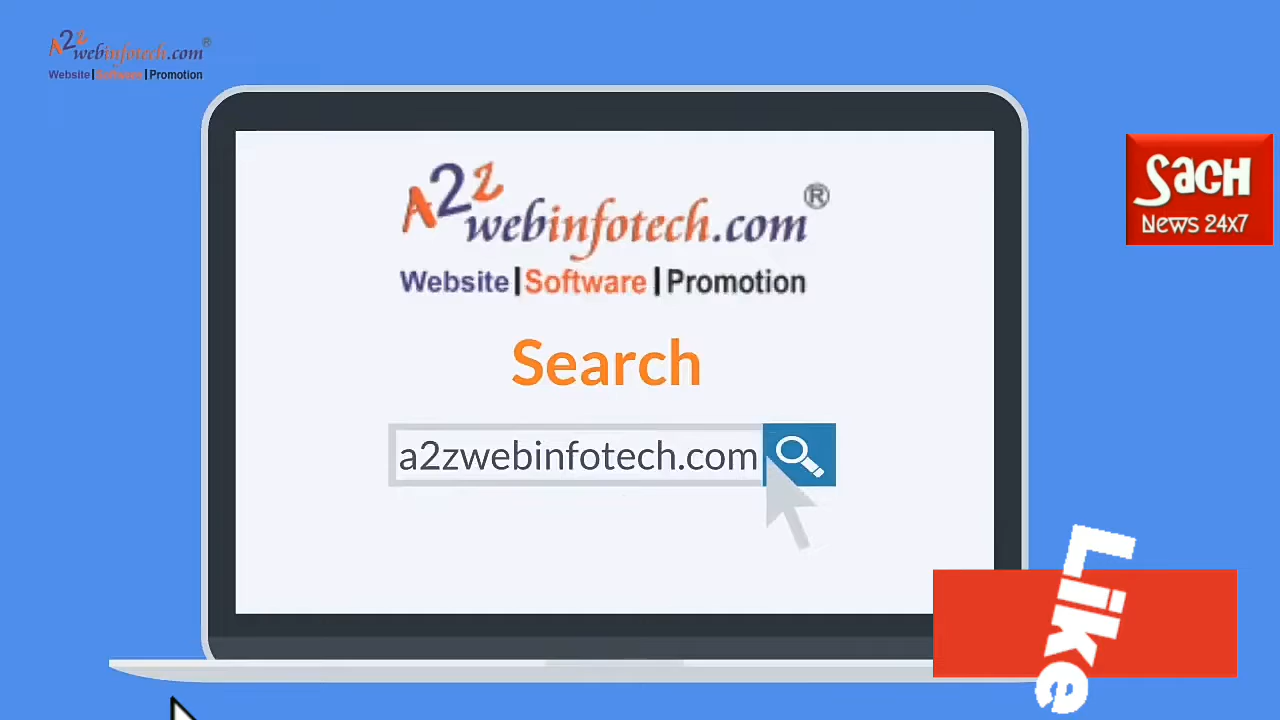 A2z webinfotech.com®
Website|Software|Promotion
A2z webinfotech.com®
Website|Software|Promotion
SacH
News 24x7
Search
a2zwebinfotech.com
Like